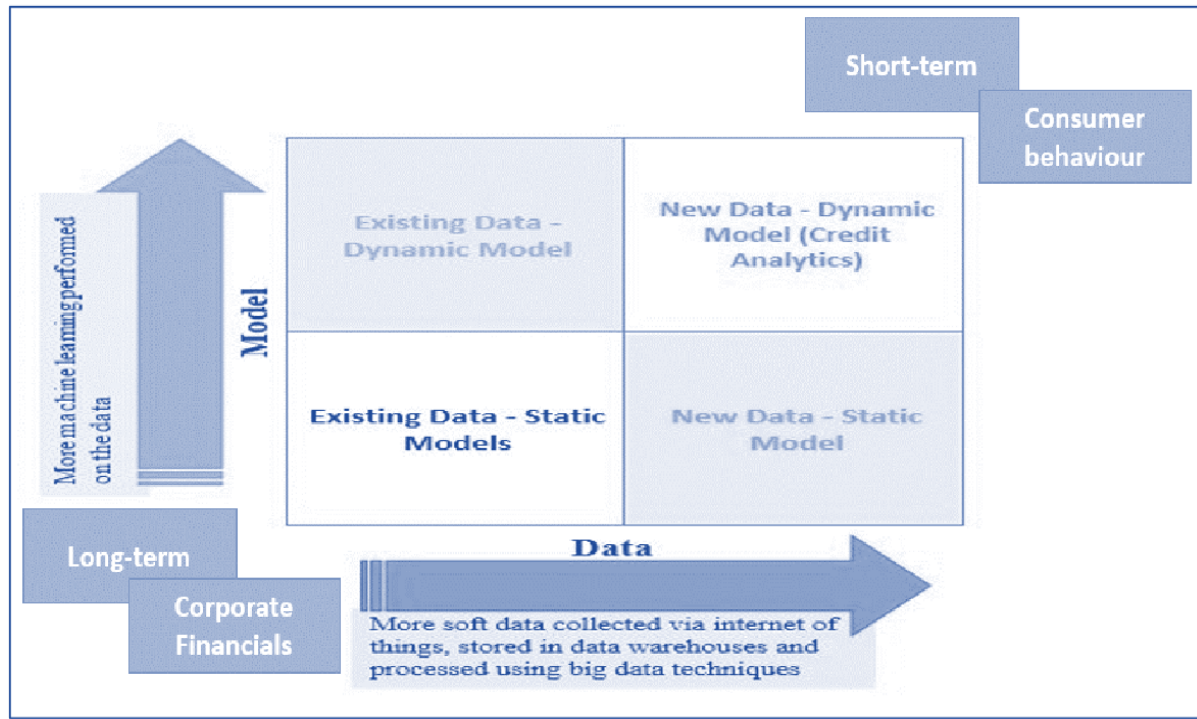 Short-term
Consumer
behaviour
Existing Data -
Dynamic Model
New Data - Dynamic
Model (Credit
Analytics)
More machine learning performed
on the data
Model
Existing Data - Static
Models
New Data - Static
Model
Long-term
Corporate
Financials
Data
More soft data collected via internet of
things, stored in data warehouses and
processed using big data techniques